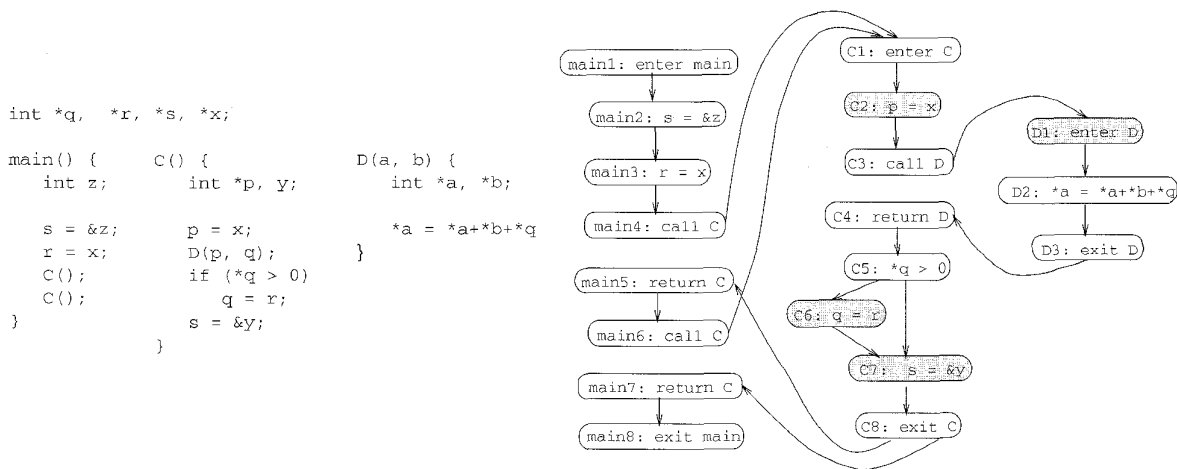 int *q, *r, *s, *x;
main() {
int z;
s = &z;
r = x;
C();
C();
}
C() {
int *p, y;
p = x;
D(p, q);
if (*q > 0)
q = r;
s = &y;
}
D(a, b) {
int *a, *b;
*a = *a+*b+*q
}
main1: enter main
main2: s = &z
main3: r = x
main4: call C
main5: return C
main6: call C
main7: return C
main8: exit main
C1: enter C
C2: p = x
C3: call D
C4: return D
C5: *q > 0
C6: q = r
C7: s = &y
C8: exit C
D1: enter D
D2: *a = *a+*b+*q
D3: exit D